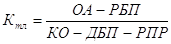 Kтл = ОА – РБП
КО – ДБП – РПР